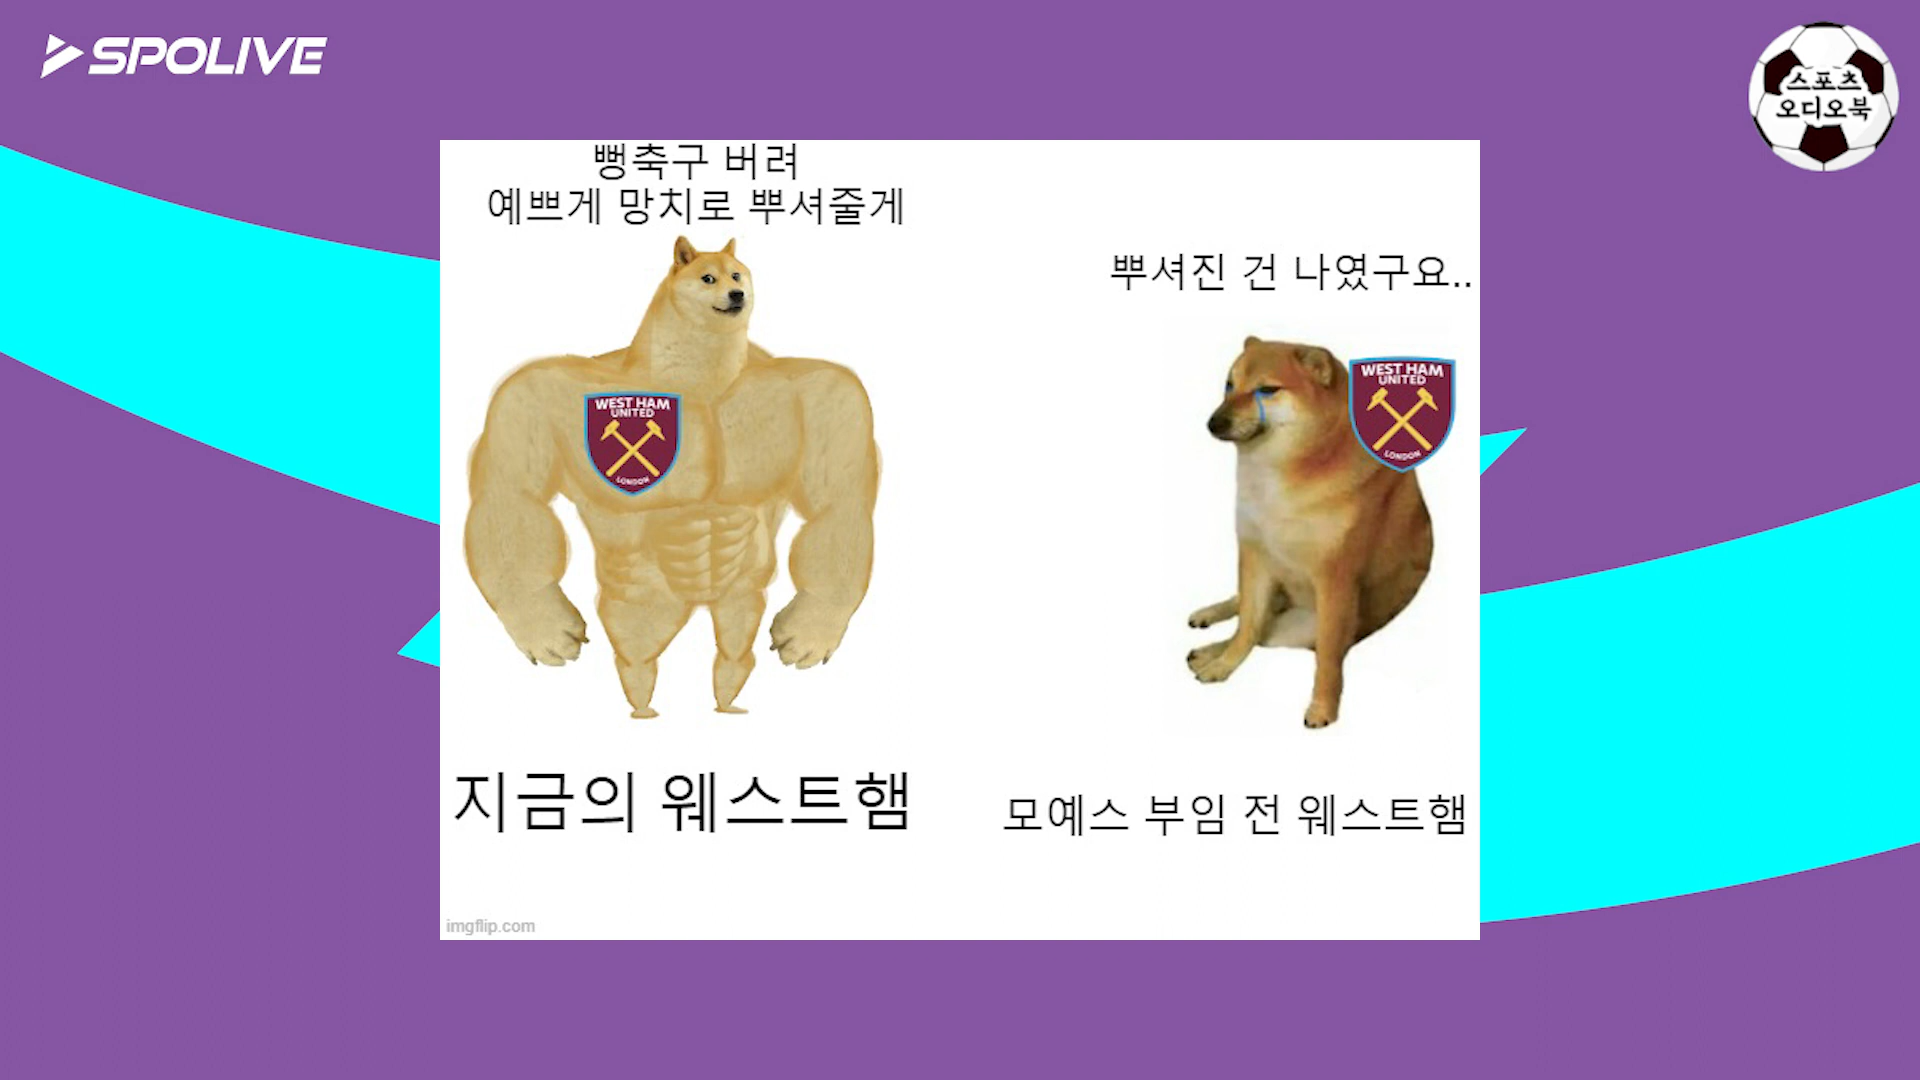 SPOLIVE
스포츠
오디오북
뻥축구 버려
예쁘게 망치로 뿌셔줄게
뿌셔진 건 나였구요..
WEST HAM
UNITED
LONDON
WEST HAM
UNITED
LONDON
지금의 웨스트햄
모예스 부임 전 웨스트햄
imgflip.com